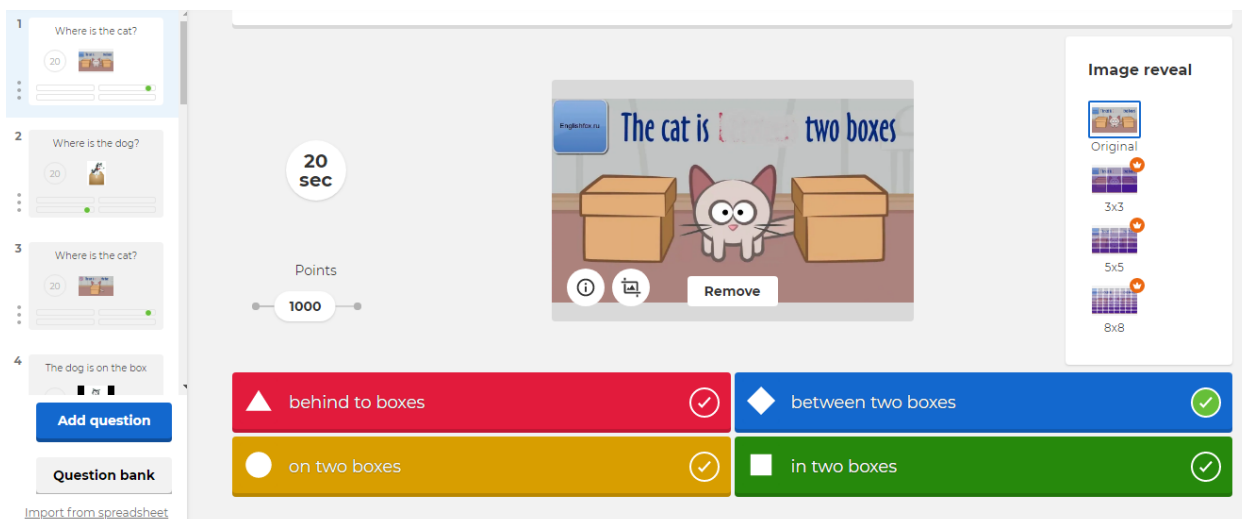 1
Where is the cat?
20
2
Where is the dog?
20
3
Where is the cat?
20
4
The dog is on the box
Add question
Question bank
Import from spreadsheet
20
sec
Points
1000
Englishfox.ru
The cat is two boxes
Remove
behind to boxes
between two boxes
on two boxes
in two boxes
Image reveal
Original
3x3
5x5
8x8